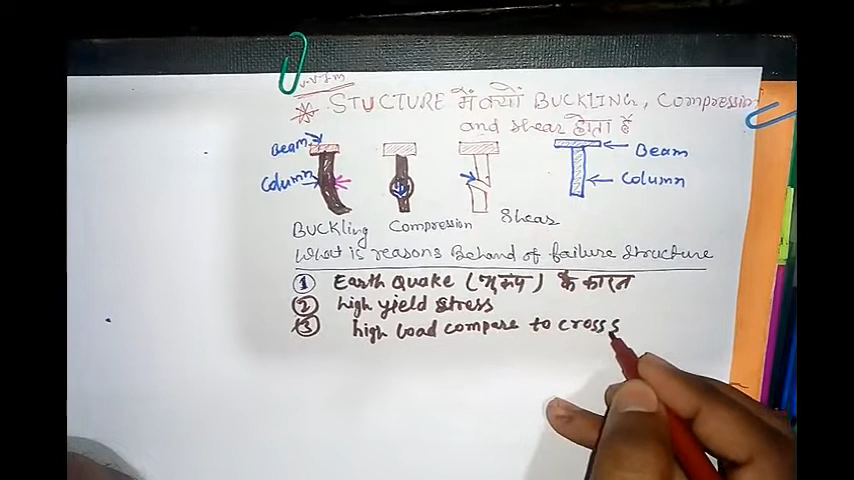 STUCTURE में क्यों BUCKLING, Compression
and shear होता हैं
Beam
Column
Beam
Column
BUCKling Compression Shear
What is reasons Behand of failure Structure
1 Earth Quake (भूकंप) के कारन
2 high yield stress
3 high load compare to cross s